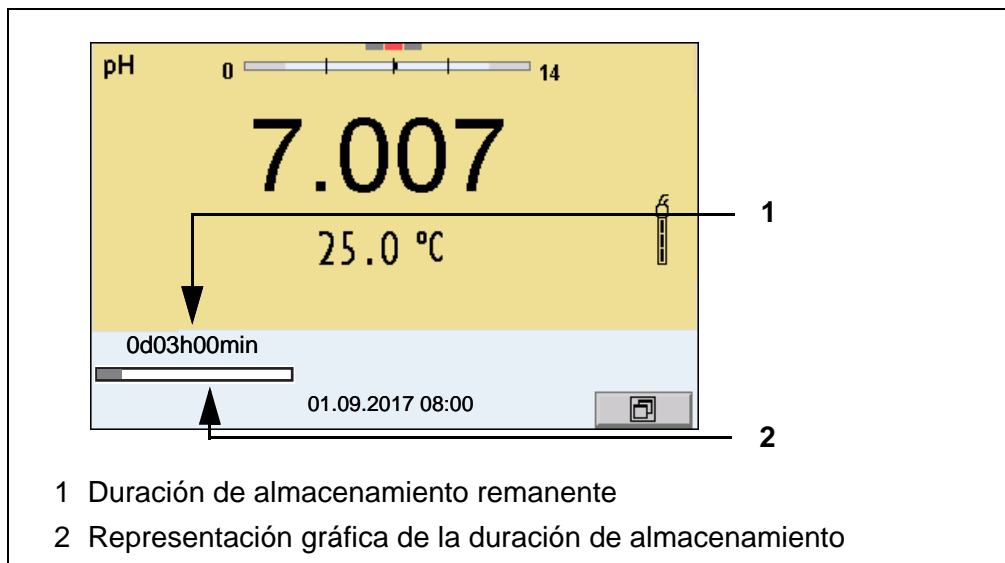 pH
0 14
7.007
1
25.0 °C
0d03h00min
01.09.2017 08:00
2
1 Duración de almacenamiento remanente
2 Representación gráfica de la duración de almacenamiento